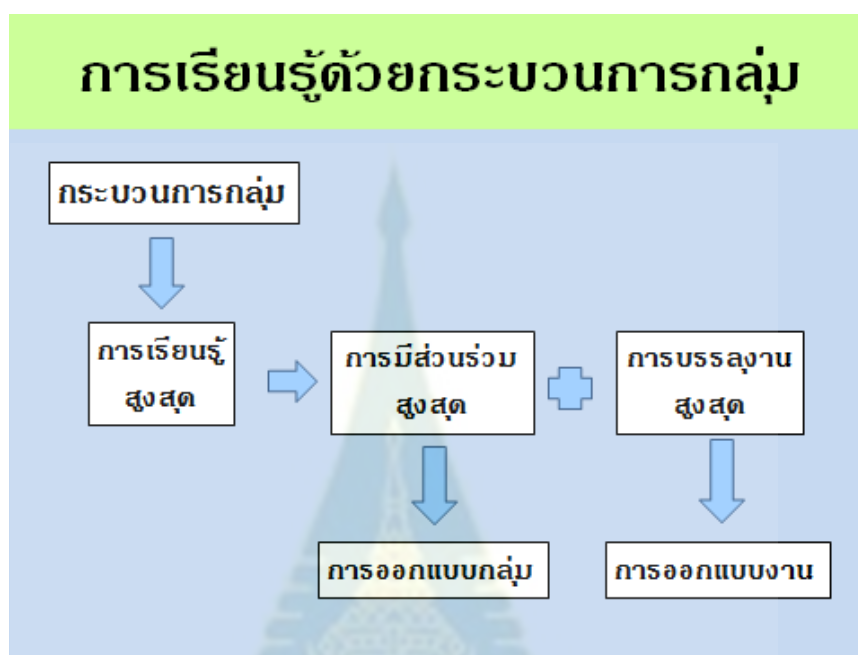 การเรียนรู้ด้วยกระบวนการกลุ่ม
กระบวนการกลุ่ม
การเรียนรู้
สูงสุด
การมีส่วนร่วม
สูงสุด
การบรรลุงาน
สูงสุด
การออกแบบกลุ่ม
การออกแบบงาน